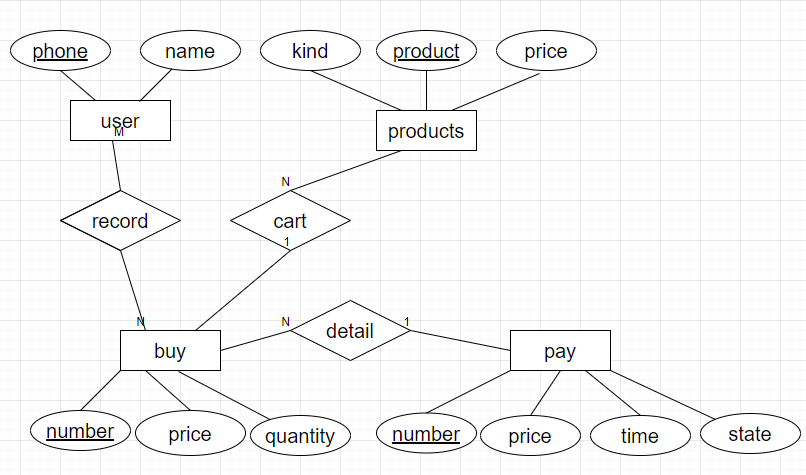 phone
name
kind
product
price
user
M
products
N
record
cart
1
N
N
detail
1
buy
pay
number
price
quantity
number
price
time
state